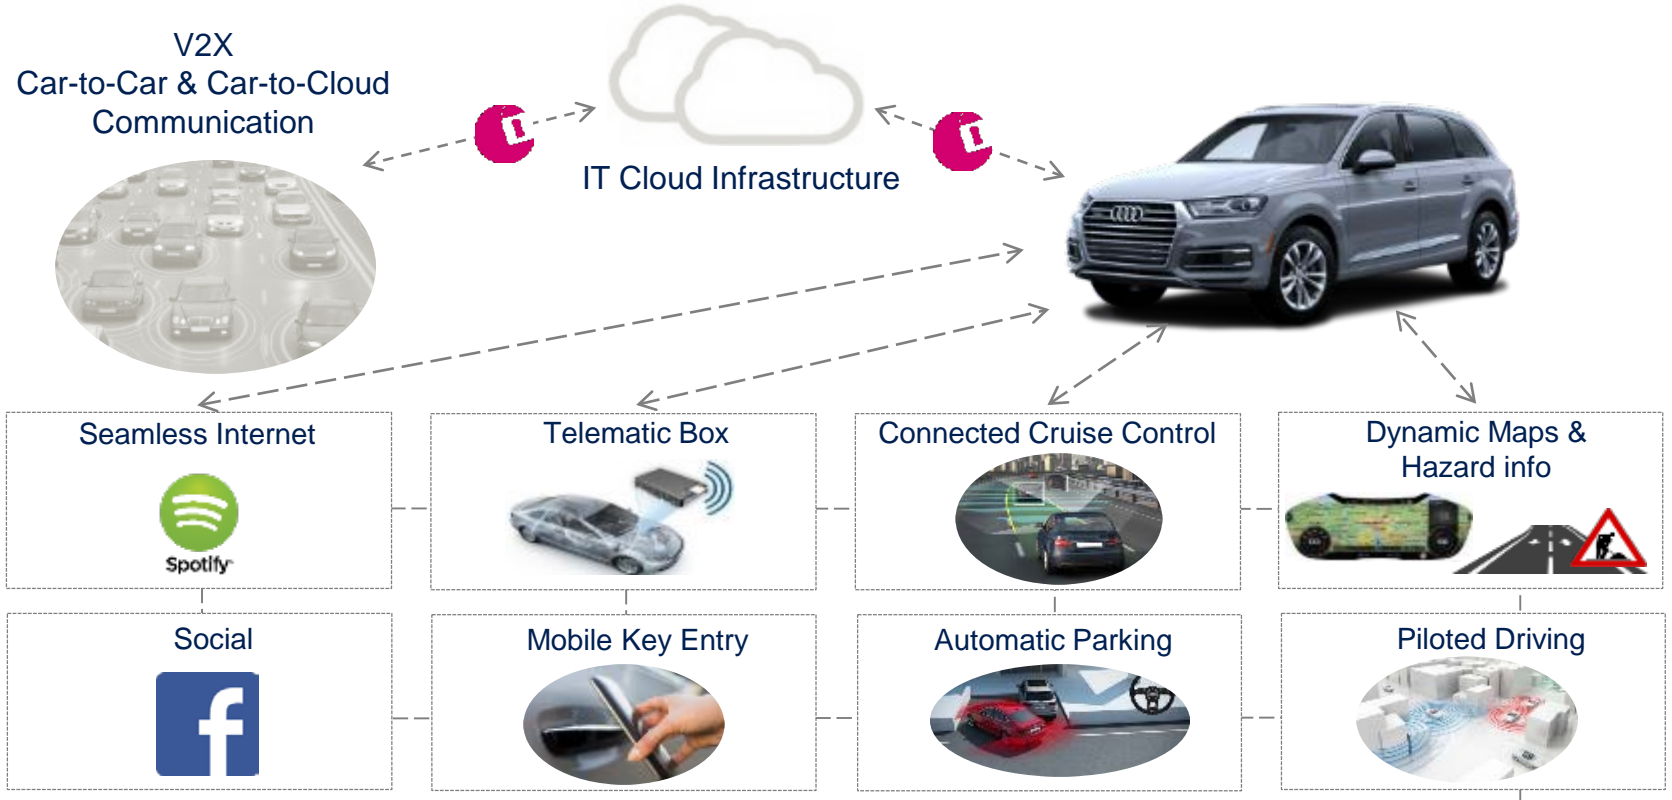 V2X
Car-to-Car & Car-to-Cloud
Communication
IT Cloud Infrastructure
Seamless Internet
Spotify
Telematic Box
Connected Cruise Control
Dynamic Maps &
Hazard info
Social
Mobile Key Entry
Automatic Parking
Piloted Driving